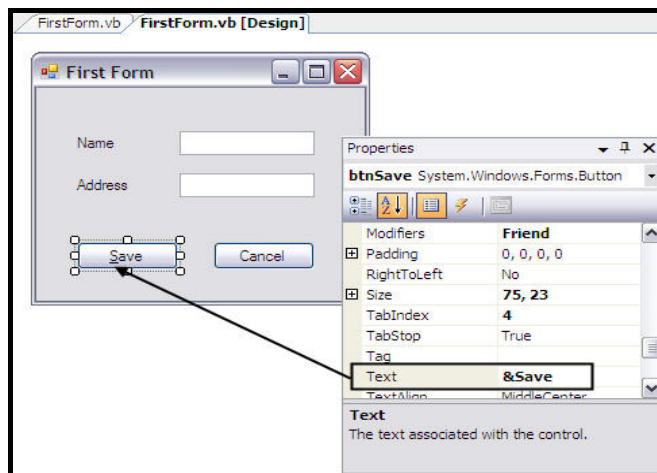 FirstForm.vb FirstForm.vb [Design]
First Form
Name
Address
Save Cancel
Properties
btnSave System.Windows.Forms.Button
Modifiers Friend
Padding 0, 0, 0, 0
RightToLeft No
Size 75, 23
TabIndex 4
TabStop True
Tag
Text &Save
TextAlign MiddleCenter
Text
The text associated with the control.